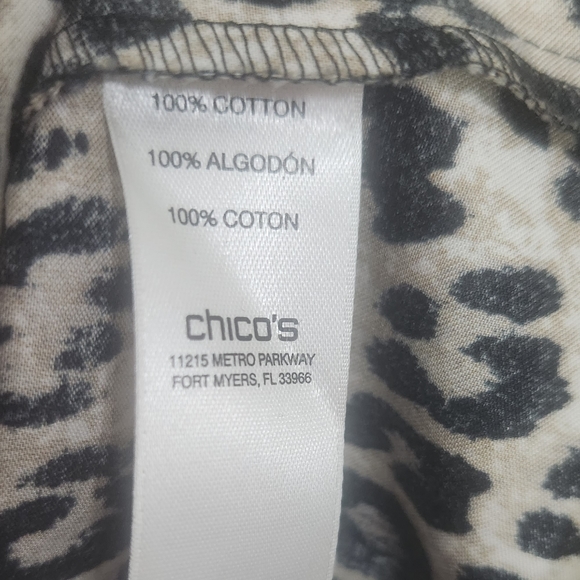 100% COTTON
100% ALGODÓN
100% COTON
chico's
11215 METRO PARKWAY
FORT MYERS, FL 33966